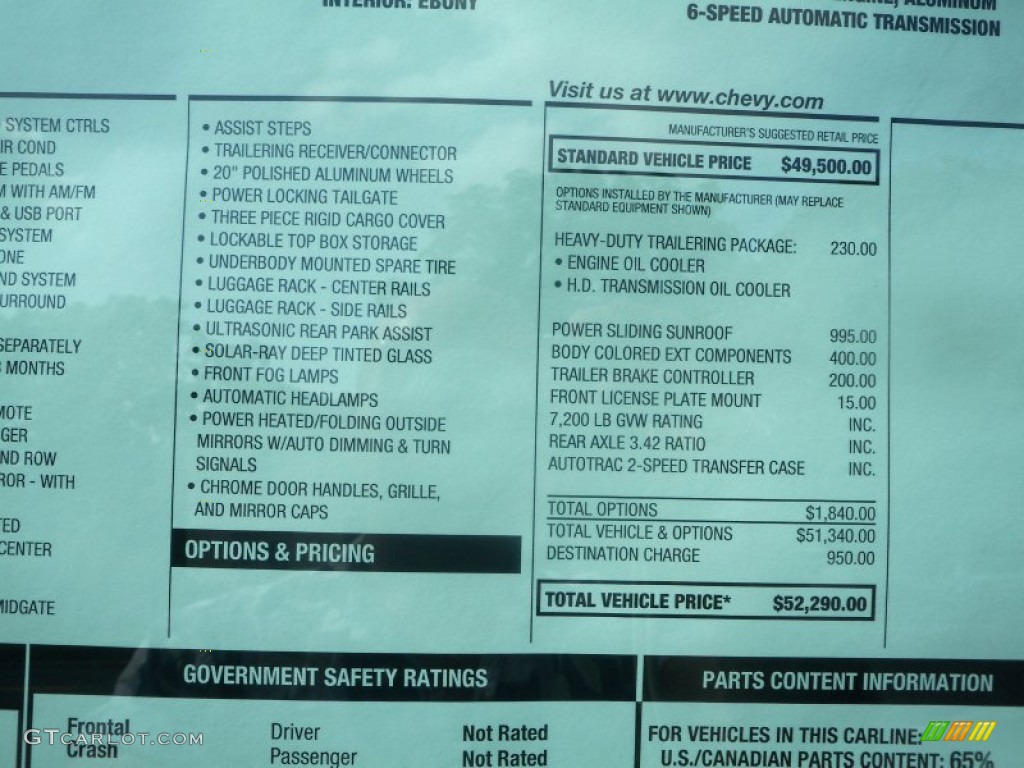 INTERIOR: EBONY
ENGINE, ALUMINUM
6-SPEED AUTOMATIC TRANSMISSION
SYSTEM CTRLS
IR COND
E PEDALS
M WITH AM/FM
& USB PORT
SYSTEM
ONE
ND SYSTEM
URROUND
SEPARATELY
MONTHS
MOTE
GER
ND ROW
ROR - WITH
TED
CENTER
MIDGATE
• ASSIST STEPS
• TRAILERING RECEIVER/CONNECTOR
• 20" POLISHED ALUMINUM WHEELS
• POWER LOCKING TAILGATE
• THREE PIECE RIGID CARGO COVER
• LOCKABLE TOP BOX STORAGE
• UNDERBODY MOUNTED SPARE TIRE
• LUGGAGE RACK - CENTER RAILS
• LUGGAGE RACK - SIDE RAILS
• ULTRASONIC REAR PARK ASSIST
• SOLAR-RAY DEEP TINTED GLASS
• FRONT FOG LAMPS
• AUTOMATIC HEADLAMPS
• POWER HEATED/FOLDING OUTSIDE
MIRRORS W/AUTO DIMMING & TURN
SIGNALS
• CHROME DOOR HANDLES, GRILLE,
AND MIRROR CAPS
OPTIONS & PRICING
Visit us at www.chevy.com
MANUFACTURER'S SUGGESTED RETAIL PRICE
STANDARD VEHICLE PRICE $49,500.00
OPTIONS INSTALLED BY THE MANUFACTURER (MAY REPLACE
STANDARD EQUIPMENT SHOWN)
HEAVY-DUTY TRAILERING PACKAGE: 230.00
• ENGINE OIL COOLER
• H.D. TRANSMISSION OIL COOLER
POWER SLIDING SUNROOF 995.00
BODY COLORED EXT COMPONENTS 400.00
TRAILER BRAKE CONTROLLER 200.00
FRONT LICENSE PLATE MOUNT 15.00
7,200 LB GVW RATING INC.
REAR AXLE 3.42 RATIO INC.
AUTOTRAC 2-SPEED TRANSFER CASE INC.
TOTAL OPTIONS $1,840.00
TOTAL VEHICLE & OPTIONS $51,340.00
DESTINATION CHARGE 950.00
TOTAL VEHICLE PRICE* $52,290.00
GOVERNMENT SAFETY RATINGS
Frontal Driver Not Rated
Crash Passenger Not Rated
PARTS CONTENT INFORMATION
FOR VEHICLES IN THIS CARLINE:
U.S./CANADIAN PARTS CONTENT: 65%
GTCARLOT.COM